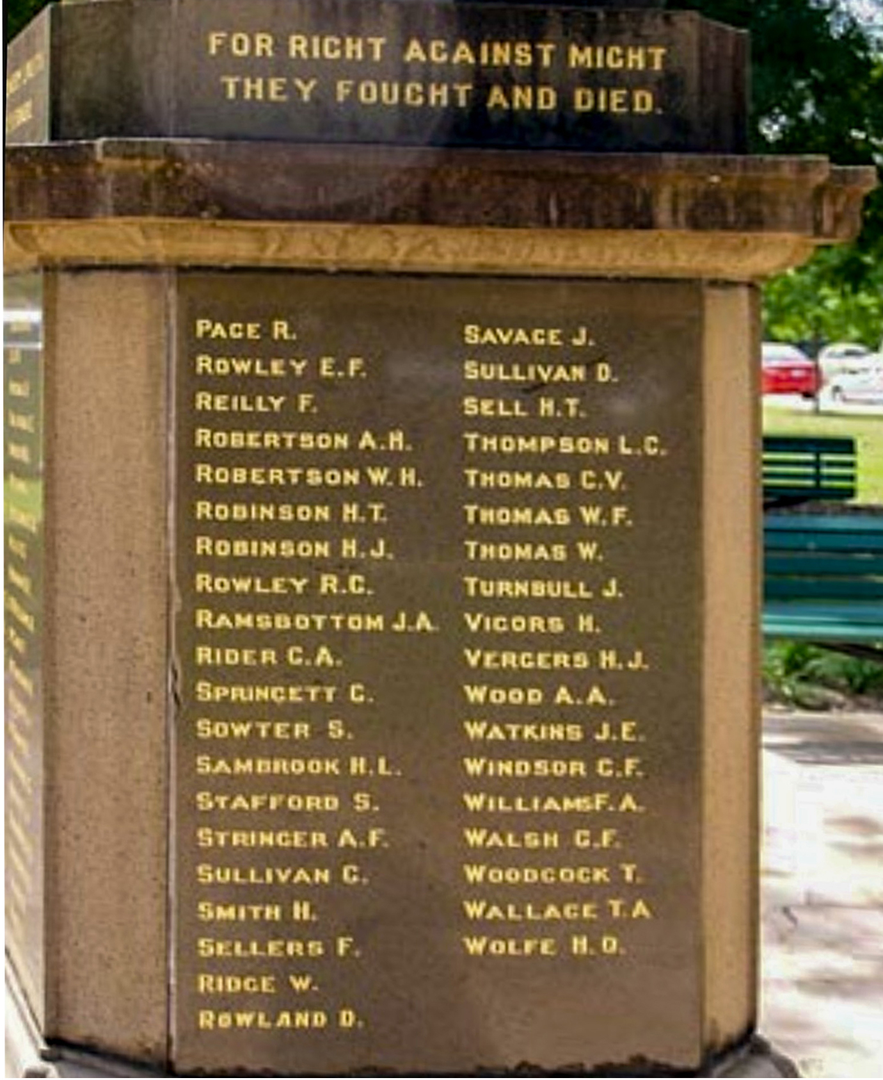 FOR RIGHT AGAINST MIGHT
THEY FOUGHT AND DIED.
PAGE R.
ROWLEY E.F.
REILLY F.
ROBERTSON A.H.
ROBERTSON W.H.
ROBINSON H.T.
ROBINSON H.J.
ROWLEY R.C.
RAMSBOTTOM J.A.
RIDER C.A.
SPRINGETT C.
SOWTER S.
SAMBROOK H.L.
STAFFORD S.
STRINGER A.F.
SULLIVAN C.
SMITH H.
SELLERS F.
RIDGE W.
ROWLAND D.
SAVAGE J.
SULLIVAN D.
SELL H.T.
THOMPSON L.C.
THOMAS C.V.
THOMAS W.F.
THOMAS W.
TURNBULL J.
VIGORS H.
VERGERS H.J.
WOOD A.A.
WATKINS J.E.
WINDSOR C.F.
WILLIAMS F.A.
WALSH G.F.
WOODCOCK T.
WALLACE T.A
WOLFE H.O.